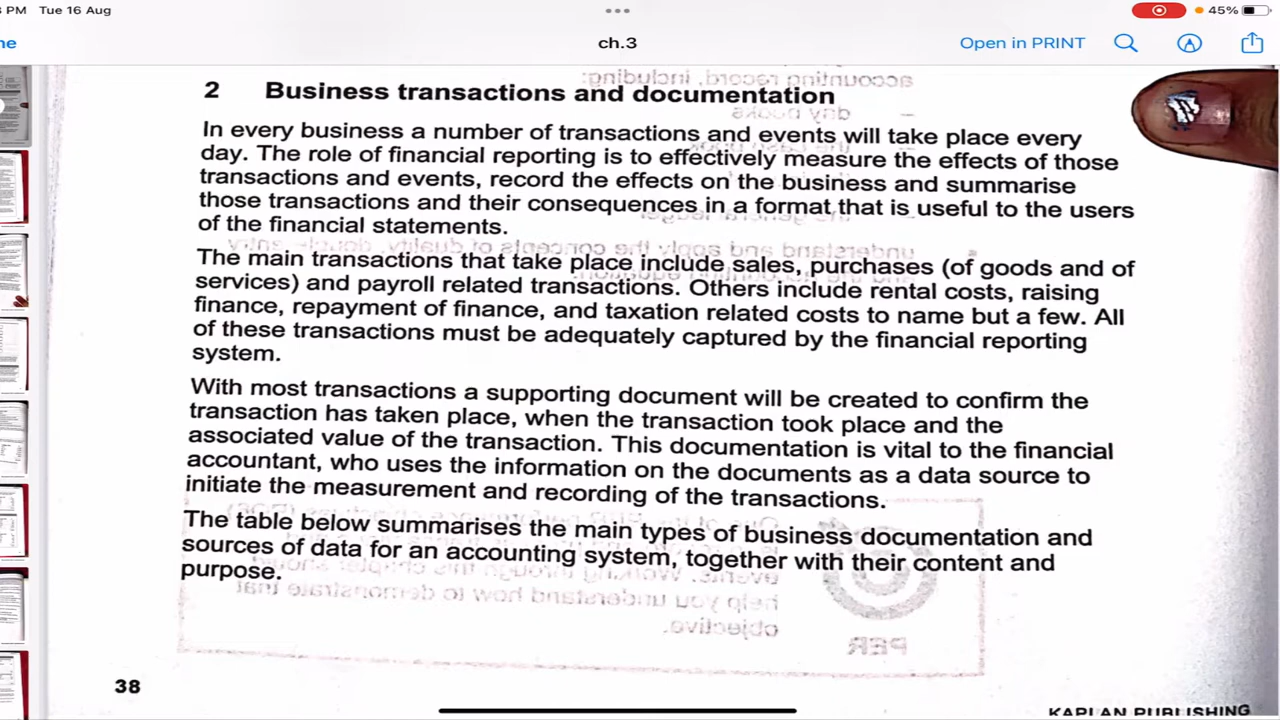 PM Tue 16 Aug
45%
ne
ch.3
Open in PRINT
2 Business transactions and documentation
In every business a number of transactions and events will take place every
day. The role of financial reporting is to effectively measure the effects of those
transactions and events, record the effects on the business and summarise
those transactions and their consequences in a format that is useful to the users
of the financial statements.
The main transactions that take place include sales, purchases (of goods and of
services) and payroll related transactions. Others include rental costs, raising
finance, repayment of finance, and taxation related costs to name but a few. All
of these transactions must be adequately captured by the financial reporting
system.
With most transactions a supporting document will be created to confirm the
transaction has taken place, when the transaction took place and the
associated value of the transaction. This documentation is vital to the financial
accountant, who uses the information on the documents as a data source to
initiate the measurement and recording of the transactions.
The table below summarises the main types of business documentation and
sources of data for an accounting system, together with their content and
purpose.
38
KAPLAN PUBLISHING